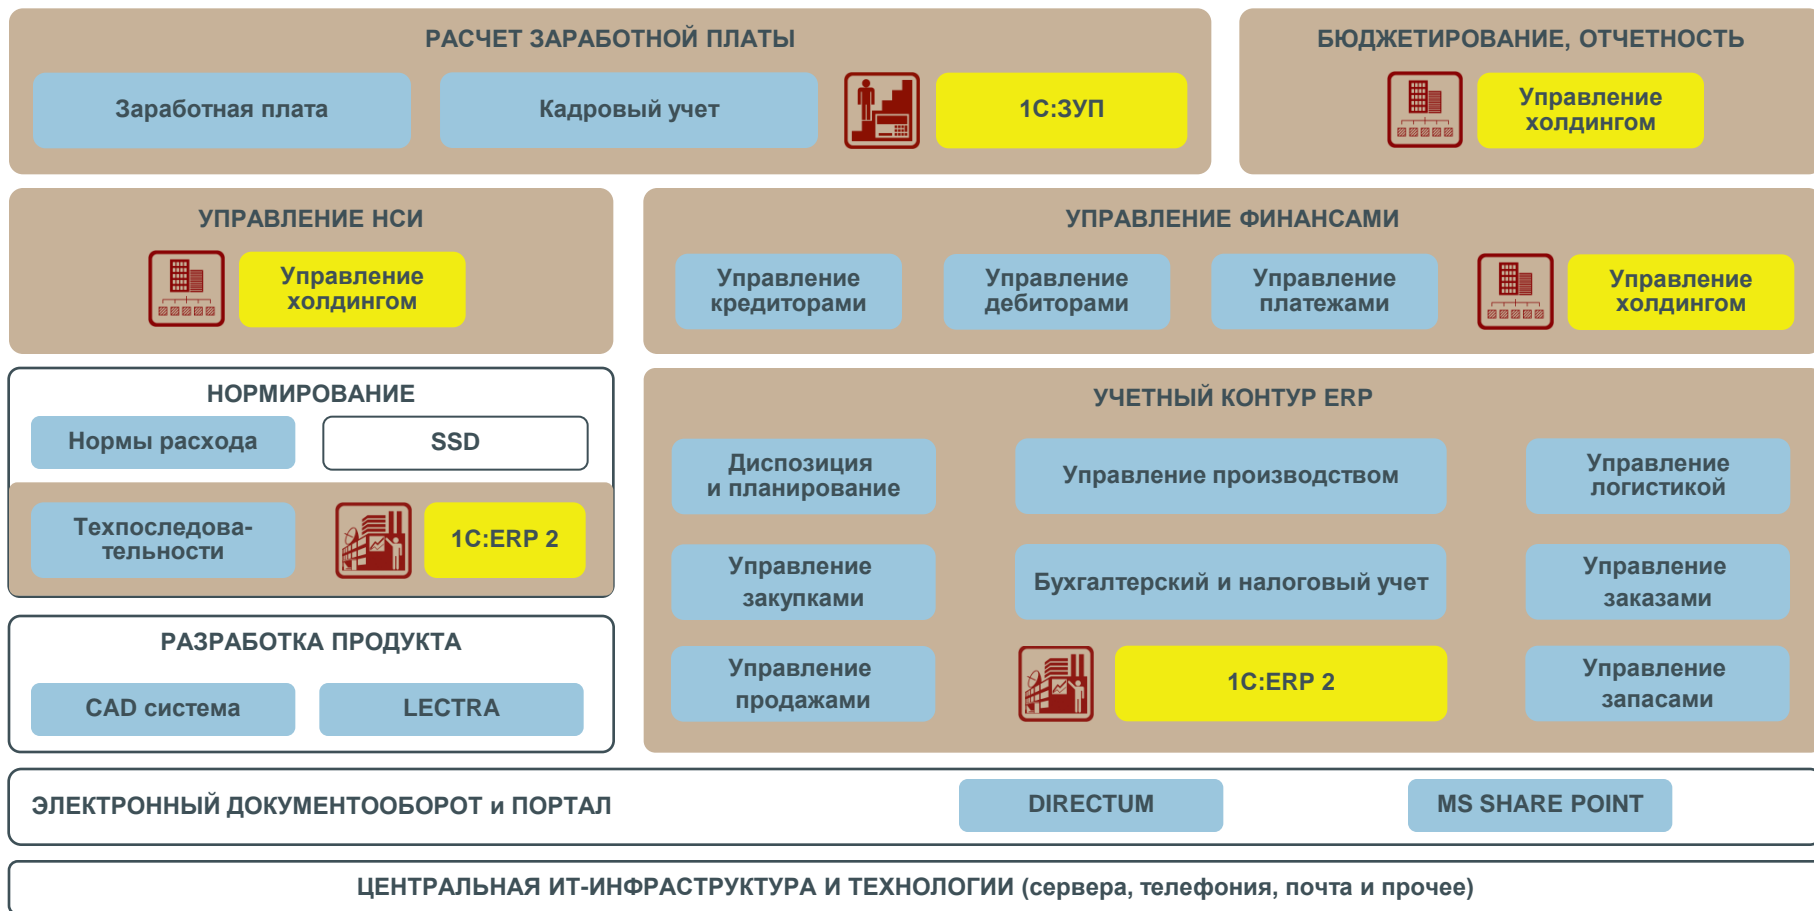 РАСЧЕТ ЗАРАБОТНОЙ ПЛАТЫ
Заработная плата
Кадровый учет
1С:ЗУП
БЮДЖЕТИРОВАНИЕ, ОТЧЕТНОСТЬ
Управление
холдингом
УПРАВЛЕНИЕ НСИ
Управление
холдингом
УПРАВЛЕНИЕ ФИНАНСАМИ
Управление
кредиторами
Управление
дебиторами
Управление
платежами
Управление
холдингом
НОРМИРОВАНИЕ
Нормы расхода
SSD
Техпоследова-
тельности
1С:ERP 2
РАЗРАБОТКА ПРОДУКТА
CAD система
LECTRA
УЧЕТНЫЙ КОНТУР ERP
Диспозиция
и планирование
Управление производством
Управление
логистикой
Управление
закупками
Бухгалтерский и налоговый учет
Управление
заказами
Управление
продажами
1С:ERP 2
Управление
запасами
ЭЛЕКТРОННЫЙ ДОКУМЕНТООБОРОТ и ПОРТАЛ
DIRECTUM
MS SHARE POINT
ЦЕНТРАЛЬНАЯ ИТ-ИНФРАСТРУКТУРА И ТЕХНОЛОГИИ (сервера, телефония, почта и прочее)